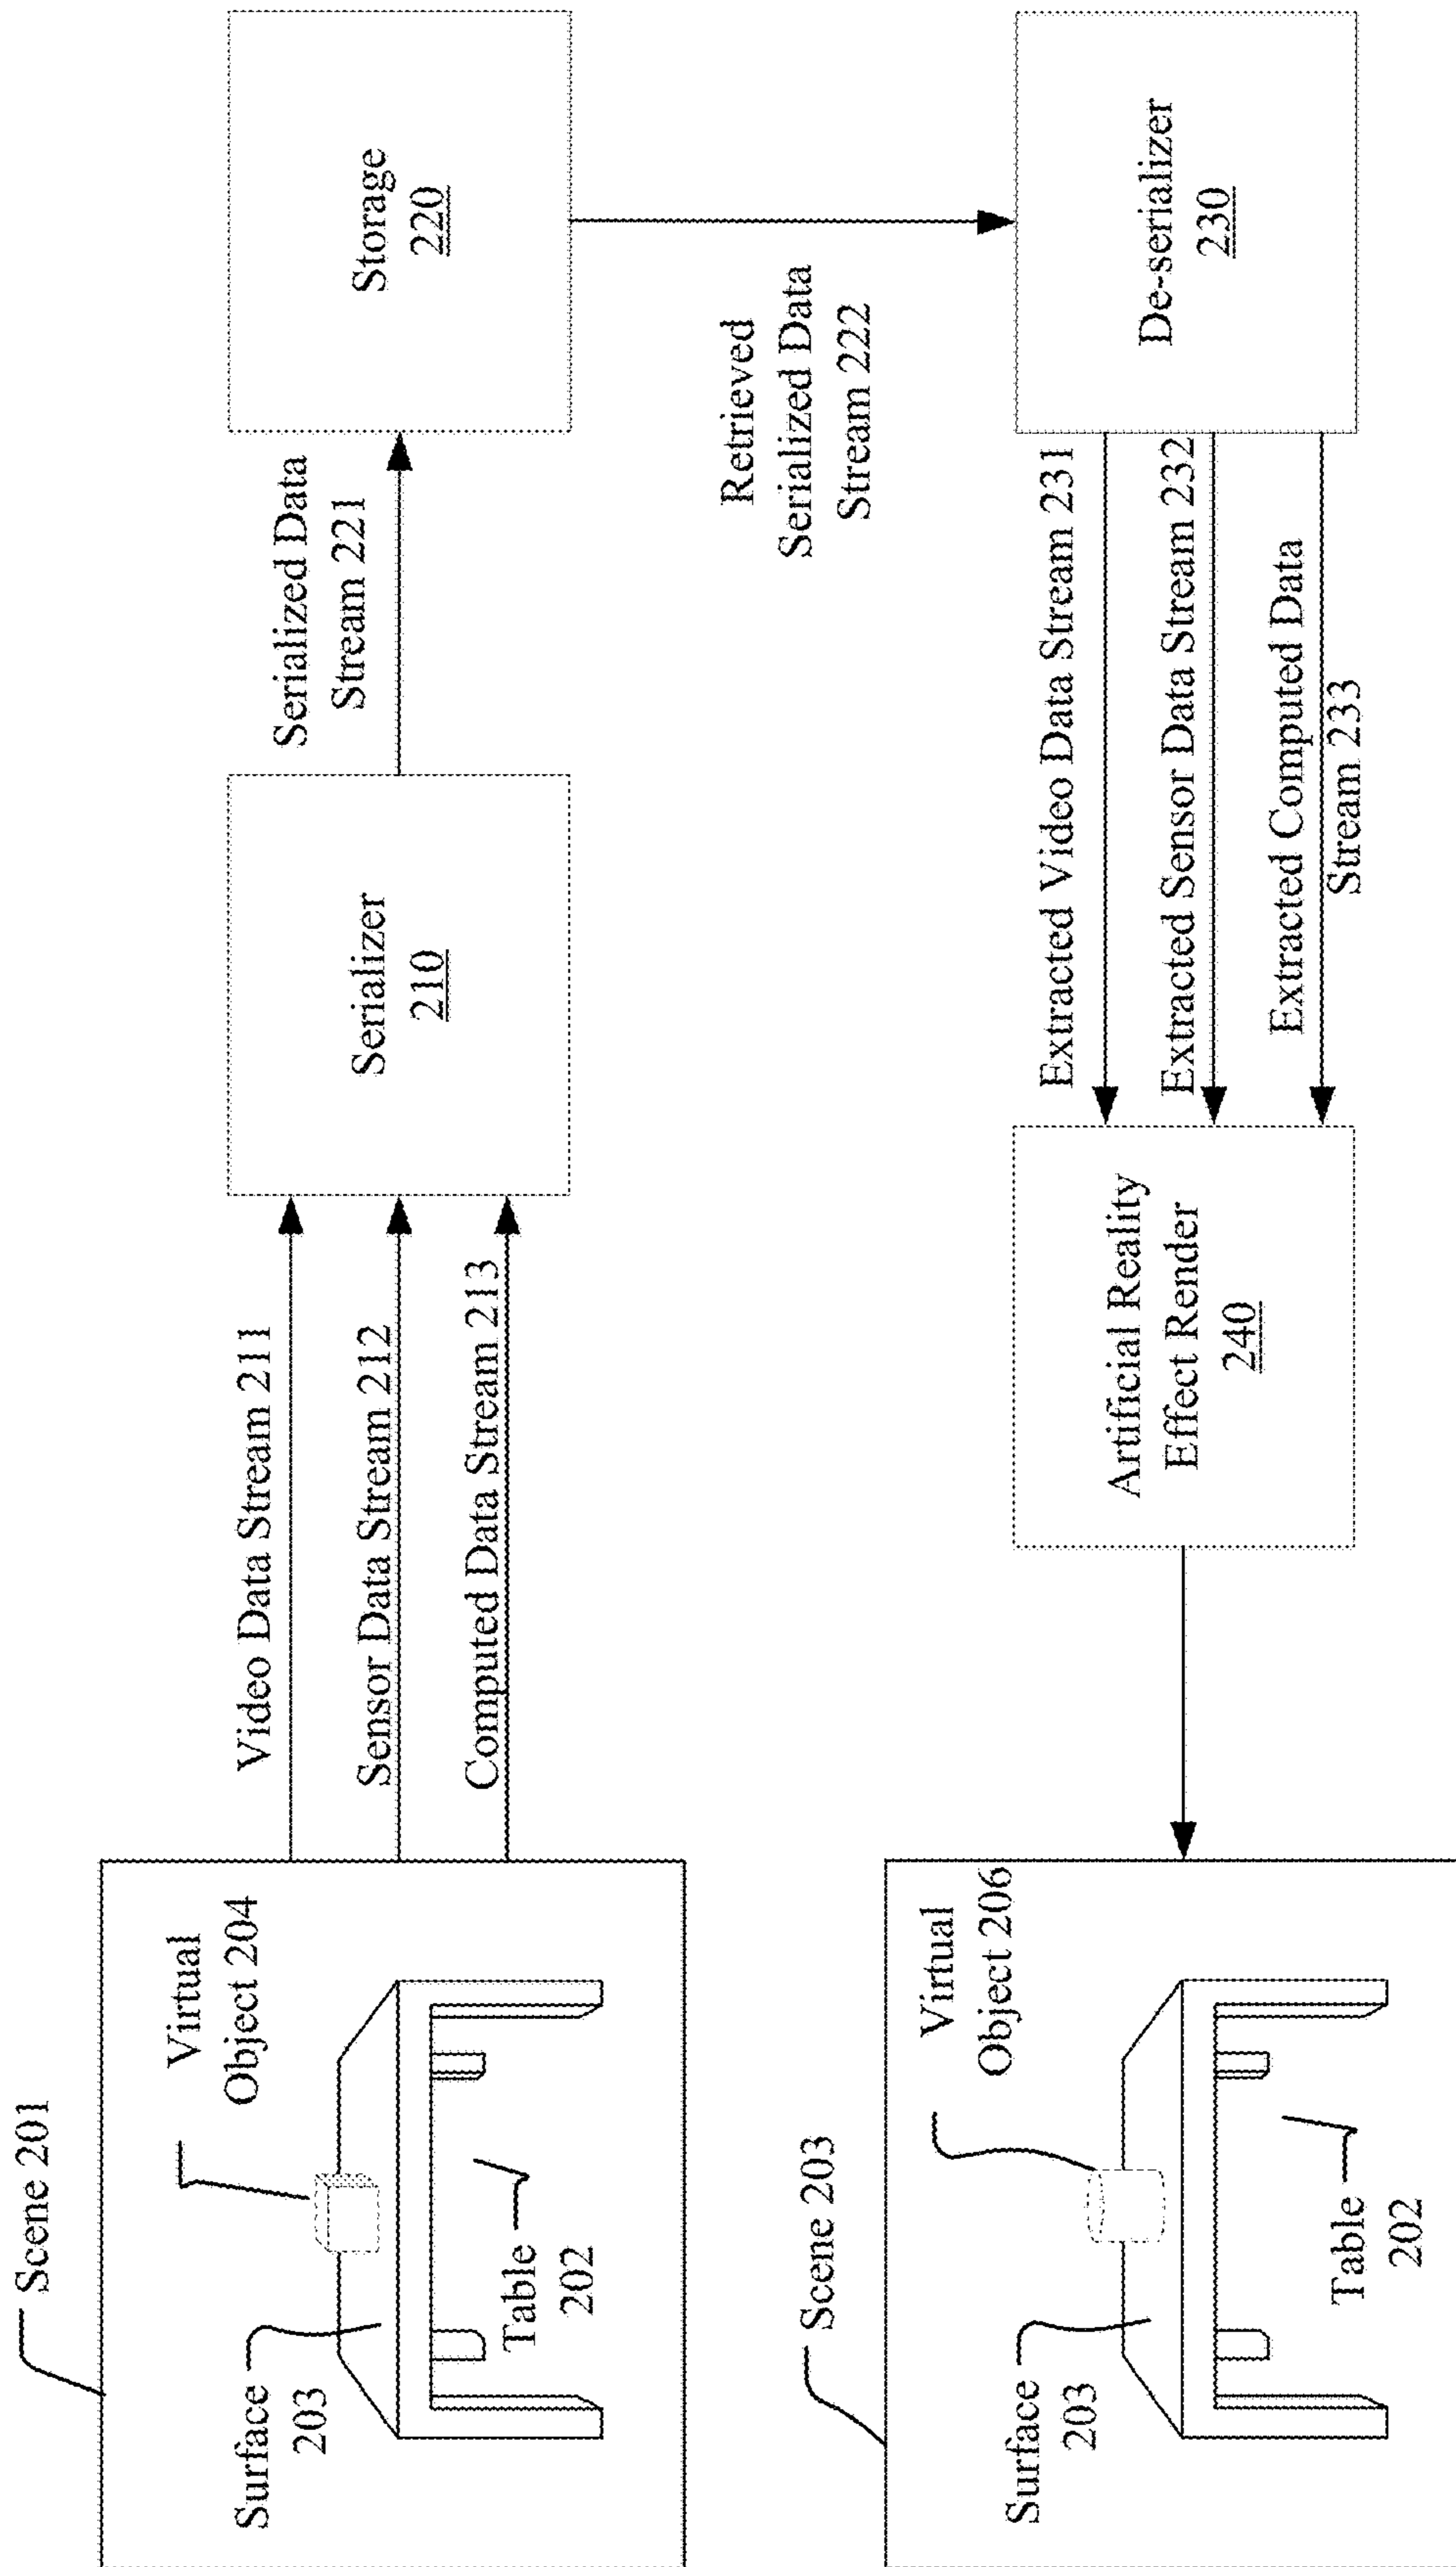 Scene 201
Virtual
Object 204
Surface
203
Table
202
Video Data Stream 211
Sensor Data Stream 212
Computed Data Stream 213
Serializer
210
Serialized Data
Stream 221
Storage
220
Retrieved
Serialized Data
Stream 222
De-serializer
230
Extracted Video Data Stream 231
Extracted Sensor Data Stream 232
Extracted Computed Data
Stream 233
Artificial Reality
Effect Render
240
Scene 203
Virtual
Object 206
Surface
203
Table
202